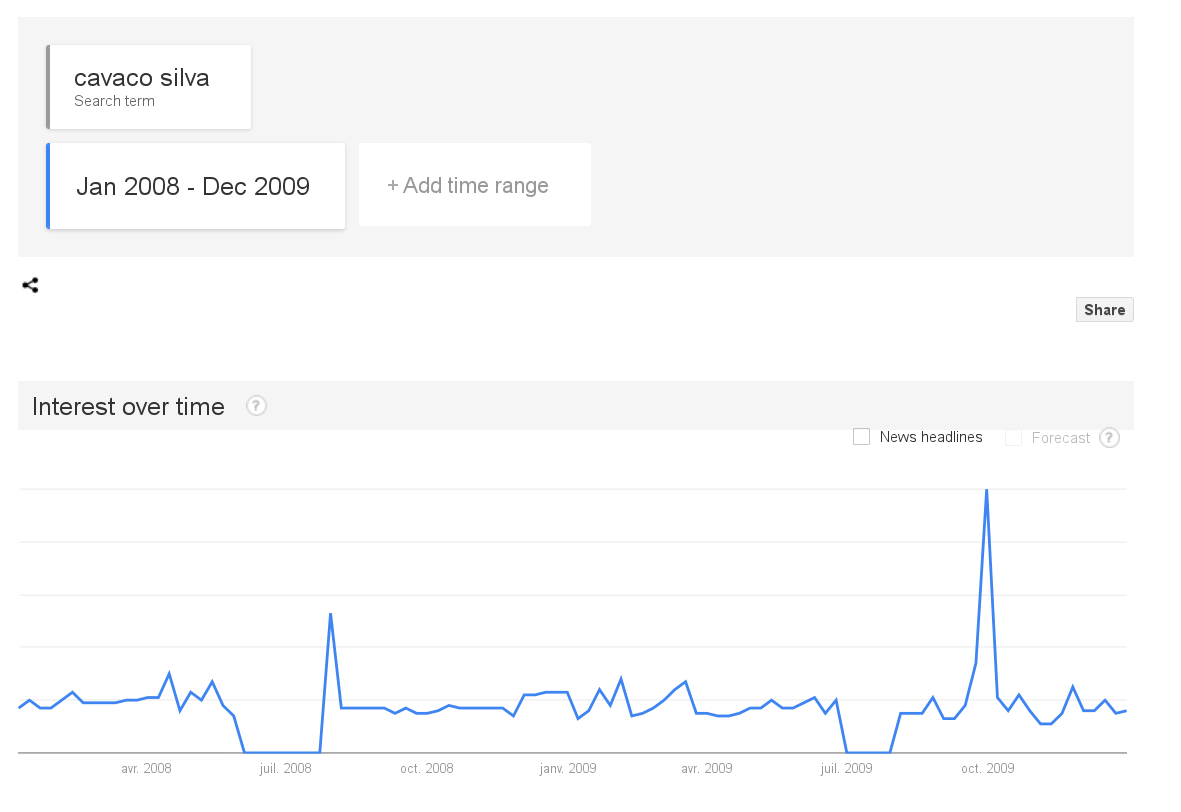 cavaco silva
Search term
Jan 2008 - Dec 2009
+ Add time range
Share
Interest over time ?
News headlines
Forecast ?
avr. 2008 juil. 2008 oct. 2008 janv. 2009 avr. 2009 juil. 2009 oct. 2009